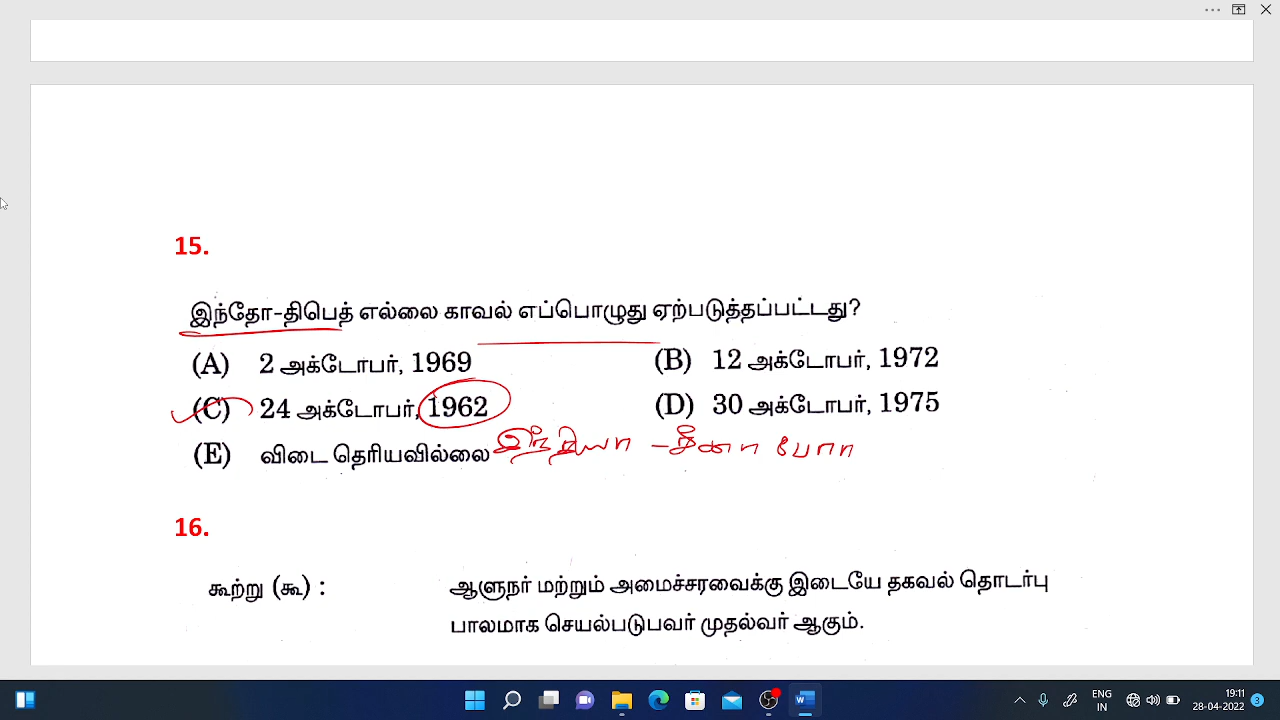 15.
இந்தோ-திபெத் எல்லை காவல் எப்பொழுது ஏற்படுத்தப்பட்டது?
(A) 2 அக்டோபர், 1969 (B) 12 அக்டோபர், 1972
(C) 24 அக்டோபர், 1962 (D) 30 அக்டோபர், 1975
(E) விடை தெரியவில்லை இந்தியா - சீனா போர்
16.
கூற்று (கூ) : ஆளுநர் மற்றும் அமைச்சரவைக்கு இடையே தகவல் தொடர்பு
பாலமாக செயல்படுபவர் முதல்வர் ஆகும்.
ENG
IN
19:11
28-04-2022
3